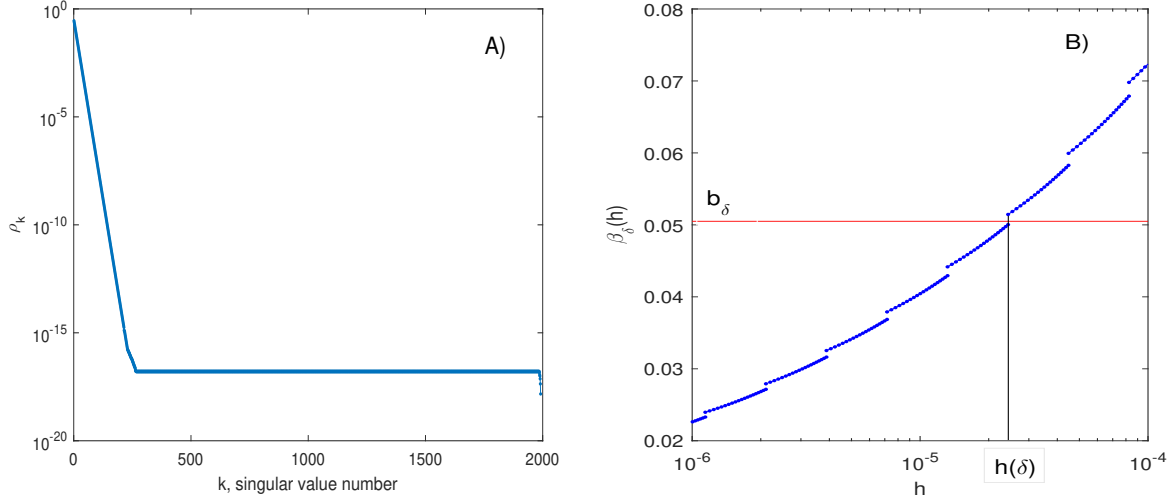 A)
10^0
10^-5
10^-10
10^-15
10^-20
ρ_k
0
500
1000
1500
2000
k, singular value number
B)
0.08
0.07
0.06
0.05
0.04
0.03
0.02
β_δ(h)
b_δ
10^-6
10^-5
10^-4
h(δ)
h